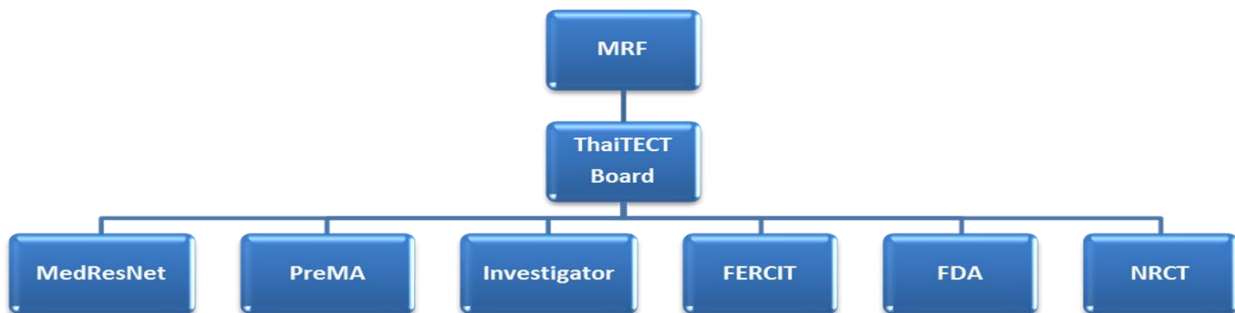 MRF
ThaiTECT
Board
MedResNet
PreMA
Investigator
FERCIT
FDA
NRCT